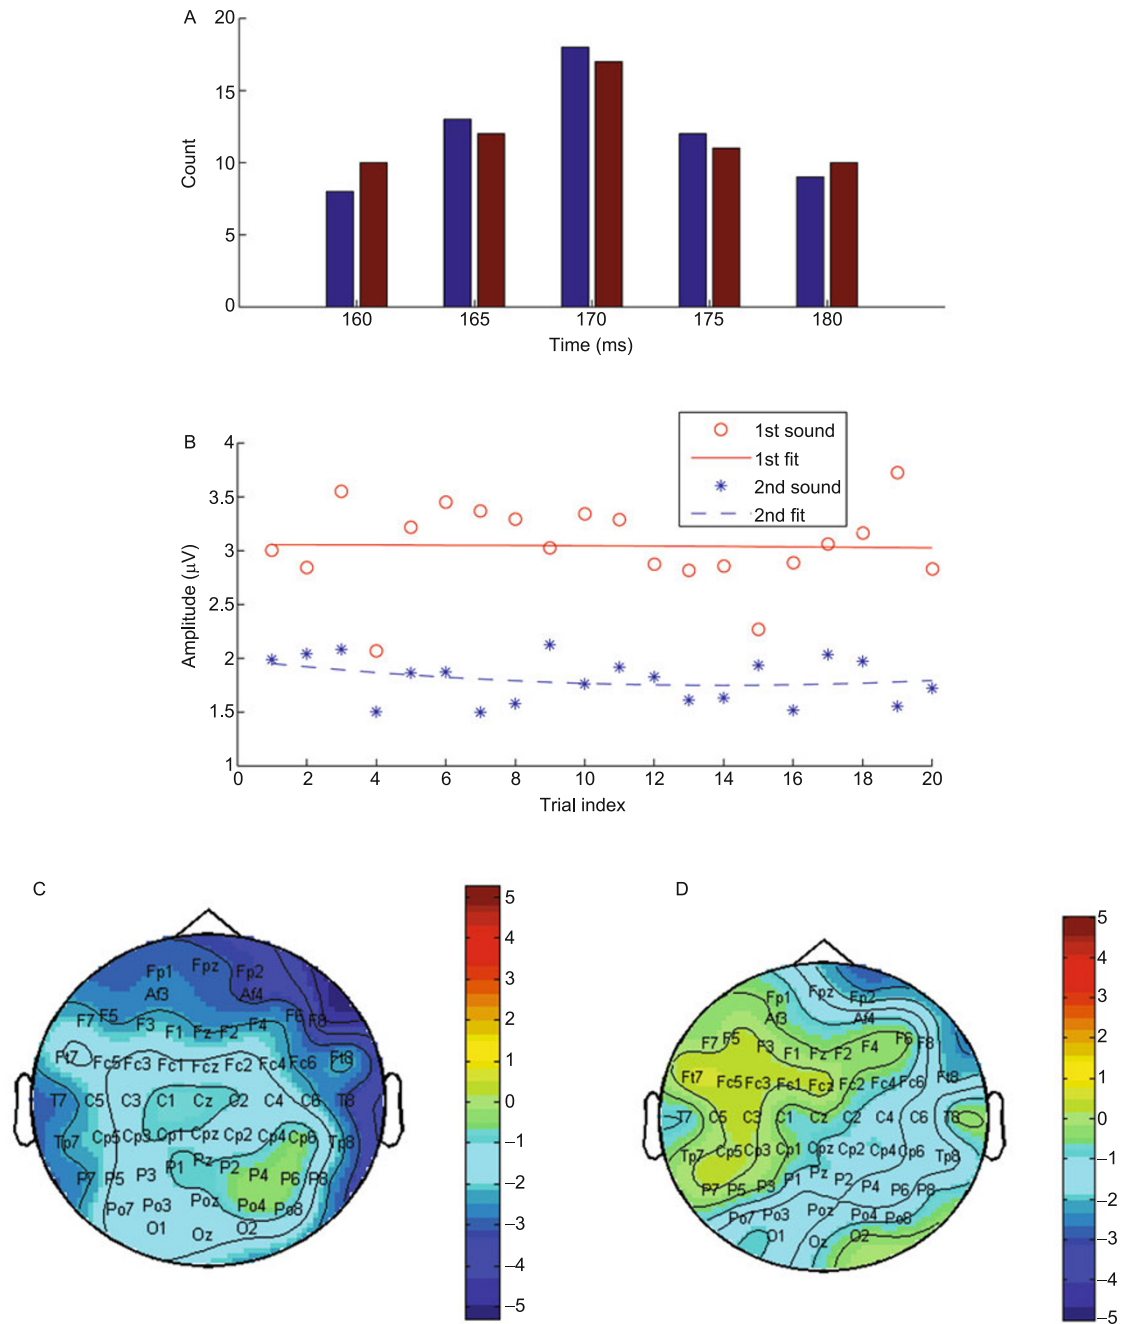 A
20
15
10
5
0
Count
160 165 170 175 180
Time (ms)
B
4
3.5
3
2.5
2
1.5
1
Amplitude (μV)
1st sound
1st fit
2nd sound
2nd fit
0 2 4 6 8 10 12 14 16 18 20
Trial index
C
Fp1 Fpz Fp2
Af3 Af4
F7 F5 F3 F1 Fz F2 F4 F6 F8
Ft7 Fc5 Fc3 Fc1 Fcz Fc2 Fc4 Fc6 Ft8
T7 C5 C3 C1 Cz C2 C4 C6 T8
Tp7 Cp5 Cp3 Cp1 Cpz Cp2 Cp4 Cp6 Tp8
P7 P5 P3 P1 Pz P2 P4 P6 P8
Po7 Po3 Poz Po4 Po8
O1 Oz O2
5
4
3
2
1
0
−1
−2
−3
−4
−5
D
Fp1 Fpz Fp2
Af3 Af4
F7 F5 F3 F1 Fz F2 F4 F6 F8
Ft7 Fc5 Fc3 Fc1 Fcz Fc2 Fc4 Fc6 Ft8
T7 C5 C3 C1 Cz C2 C4 C6 T8
Tp7 Cp5 Cp3 Cp1 Cpz Cp2 Cp4 Cp6 Tp8
P7 P5 P3 P1 Pz P2 P4 P6 P8
Po7 Po3 Poz Po4 Po8
O1 Oz O2
5
4
3
2
1
0
−1
−2
−3
−4
−5